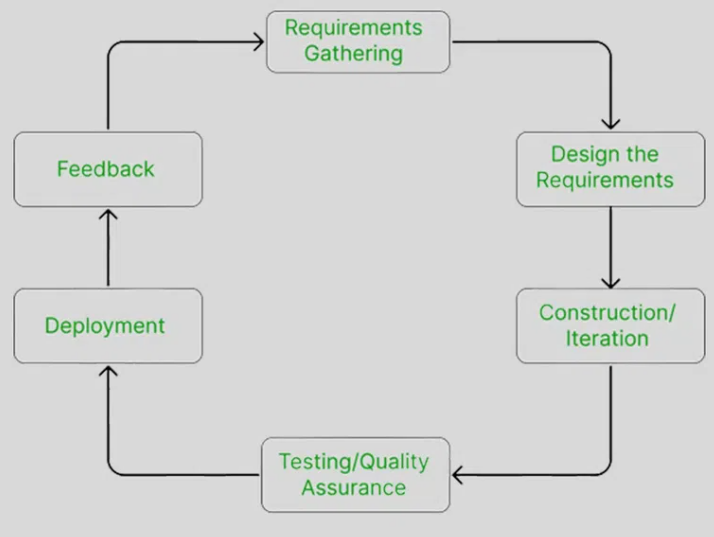 Requirements
Gathering
Design the
Requirements
Construction/
Iteration
Testing/Quality
Assurance
Deployment
Feedback